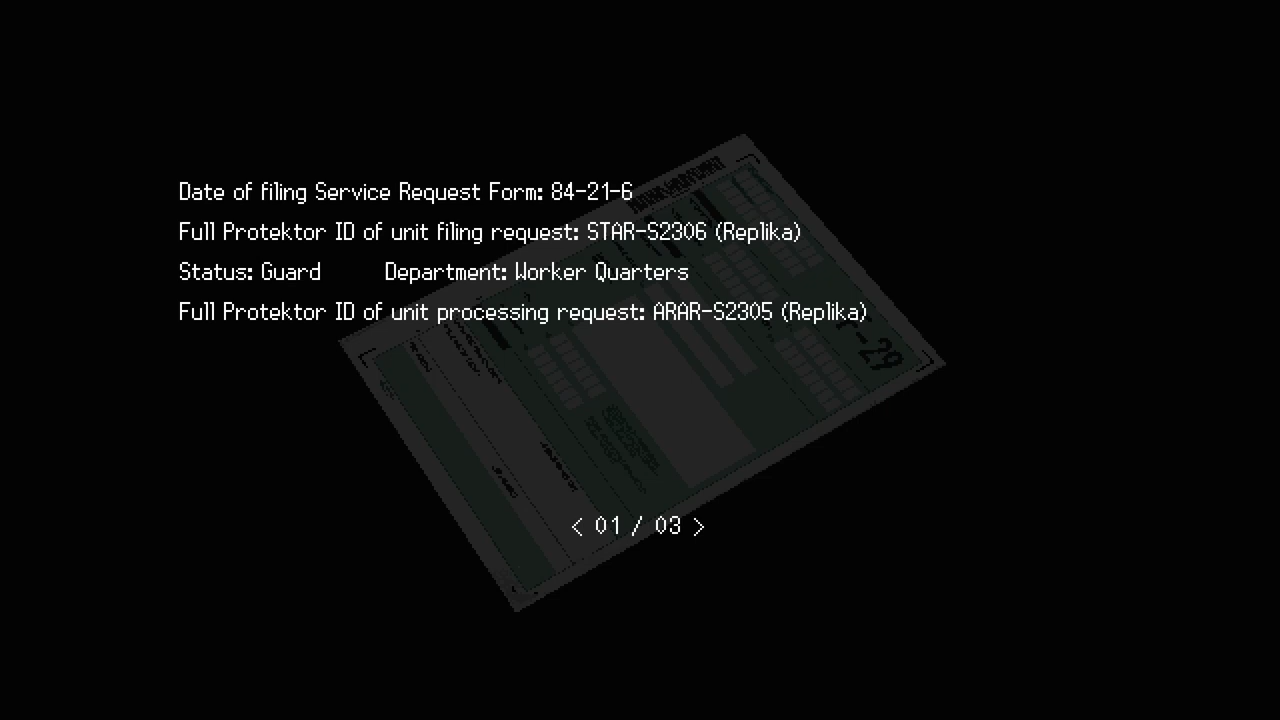 Date of filing Service Request Form: 84-21-6
Full Protektor ID of unit filing request: STAR-S2306 (Replika)
Status: Guard Department: Worker Quarters
Full Protektor ID of unit processing request: ARAR-S2305 (Replika)
-29
< 01 / 03 >